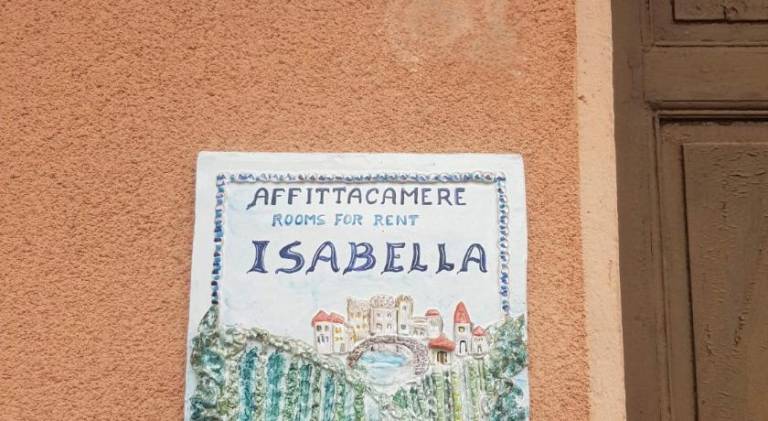 AFFITTACAMERE
ROOMS FOR RENT
ISABELLA